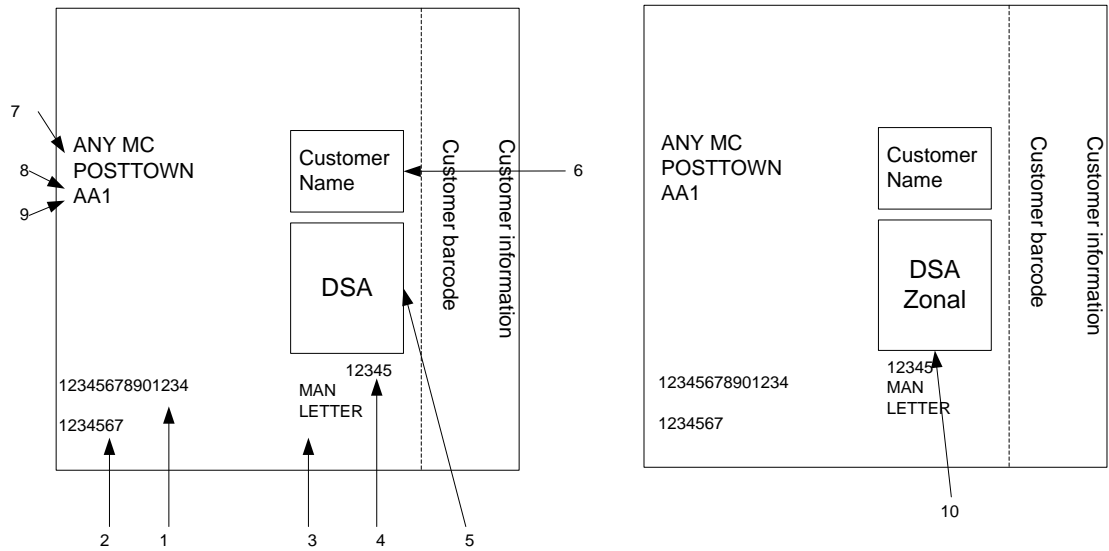 7
ANY MC
POSTTOWN
AA1
8
9
Customer
Name
6
DSA
5
Customer barcode
Customer information
12345678901234
1234567
12345
MAN
LETTER
2
1
3
4
ANY MC
POSTTOWN
AA1
Customer
Name
DSA
Zonal
Customer barcode
Customer information
12345678901234
1234567
12345
MAN
LETTER
10